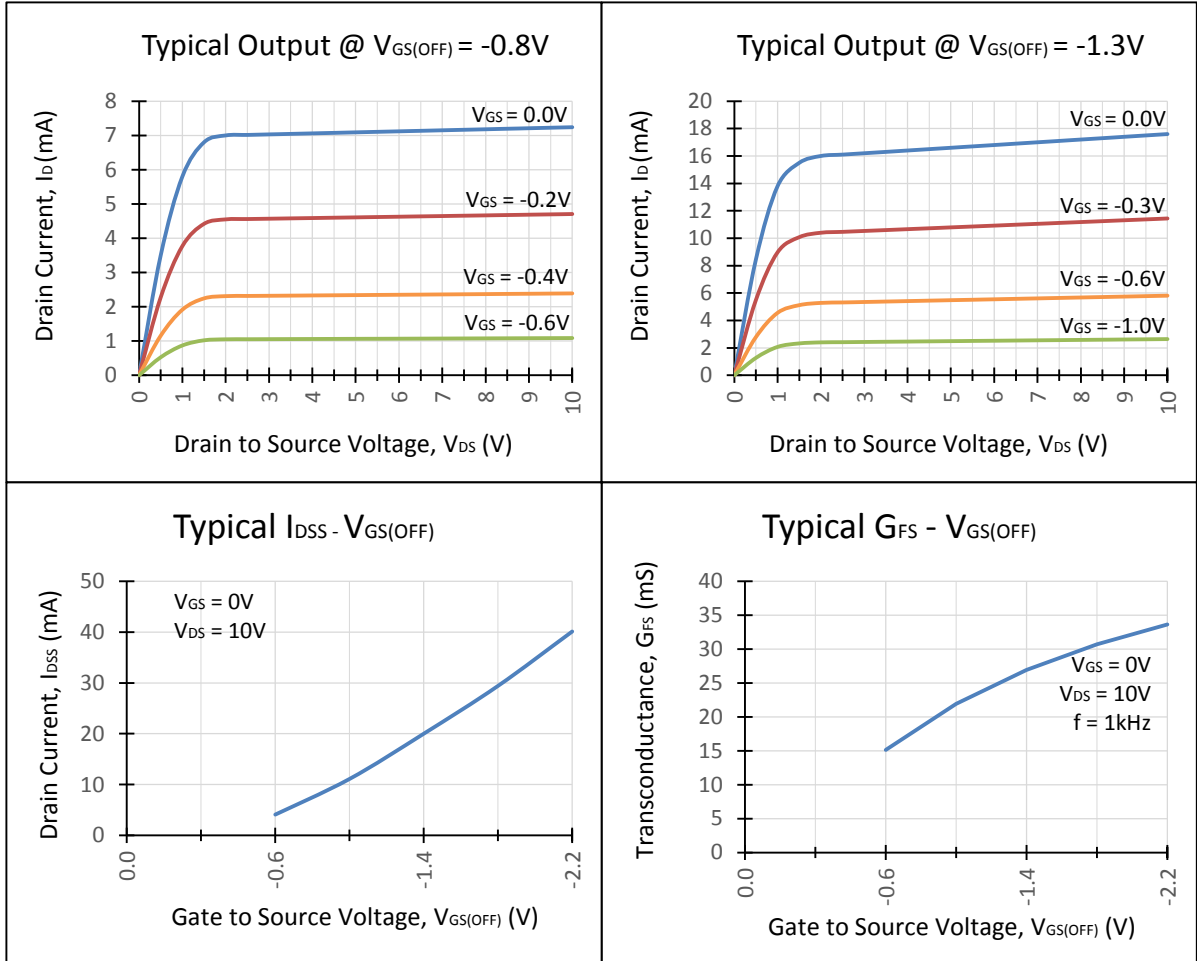 Typical Output @ VGS(OFF) = -0.8V
Drain Current, ID (mA)
8
7
6
5
4
3
2
1
0
VGS = 0.0V
VGS = -0.2V
VGS = -0.4V
VGS = -0.6V
0
1
2
3
4
5
6
7
8
9
10
Drain to Source Voltage, VDS (V)
Typical Output @ VGS(OFF) = -1.3V
Drain Current, ID (mA)
20
18
16
14
12
10
8
6
4
2
0
VGS = 0.0V
VGS = -0.3V
VGS = -0.6V
VGS = -1.0V
0
1
2
3
4
5
6
7
8
9
10
Drain to Source Voltage, VDS (V)
Typical IDSS - VGS(OFF)
Drain Current, IDSS (mA)
50
40
30
20
10
0
VGS = 0V
VDS = 10V
0.0
-0.6
-1.4
-2.2
Gate to Source Voltage, VGS(OFF) (V)
Typical GFS - VGS(OFF)
Transconductance, GFS (mS)
40
35
30
25
20
15
10
5
0
VGS = 0V
VDS = 10V
f = 1kHz
0.0
-0.6
-1.4
-2.2
Gate to Source Voltage, VGS(OFF) (V)